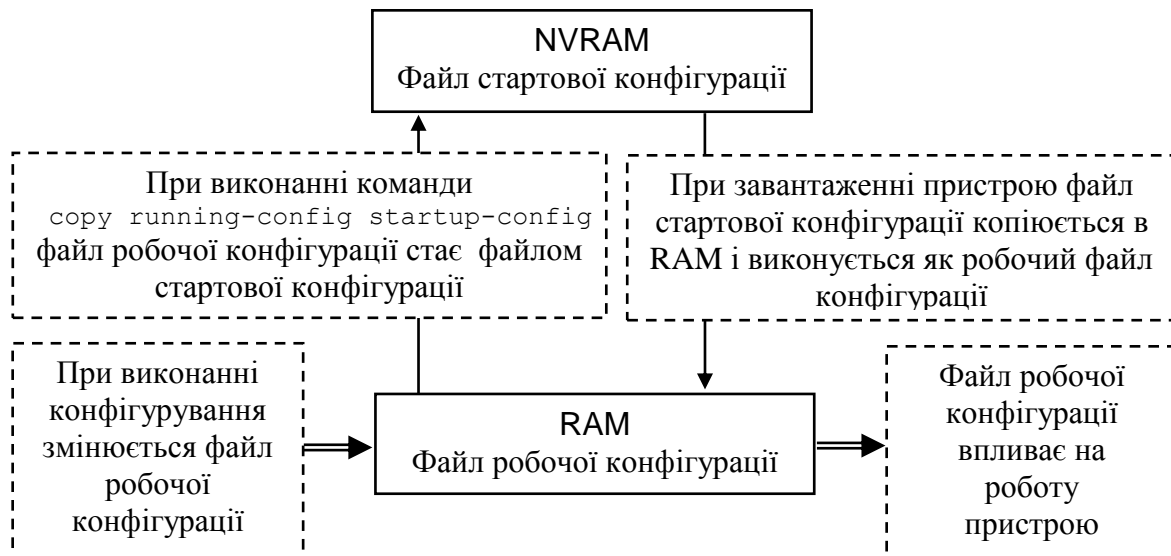 NVRAM
Файл стартової конфігурації
При виконанні команди
copy running-config startup-config
файл робочої конфігурації стає файлом
стартової конфігурації
При завантаженні пристрою файл
стартової конфігурації копіюється в
RAM і виконується як робочий файл
конфігурації
При виконанні
конфігурування
змінюється файл
робочої
конфігурації
RAM
Файл робочої конфігурації
Файл робочої
конфігурації
впливає на
роботу
пристрою